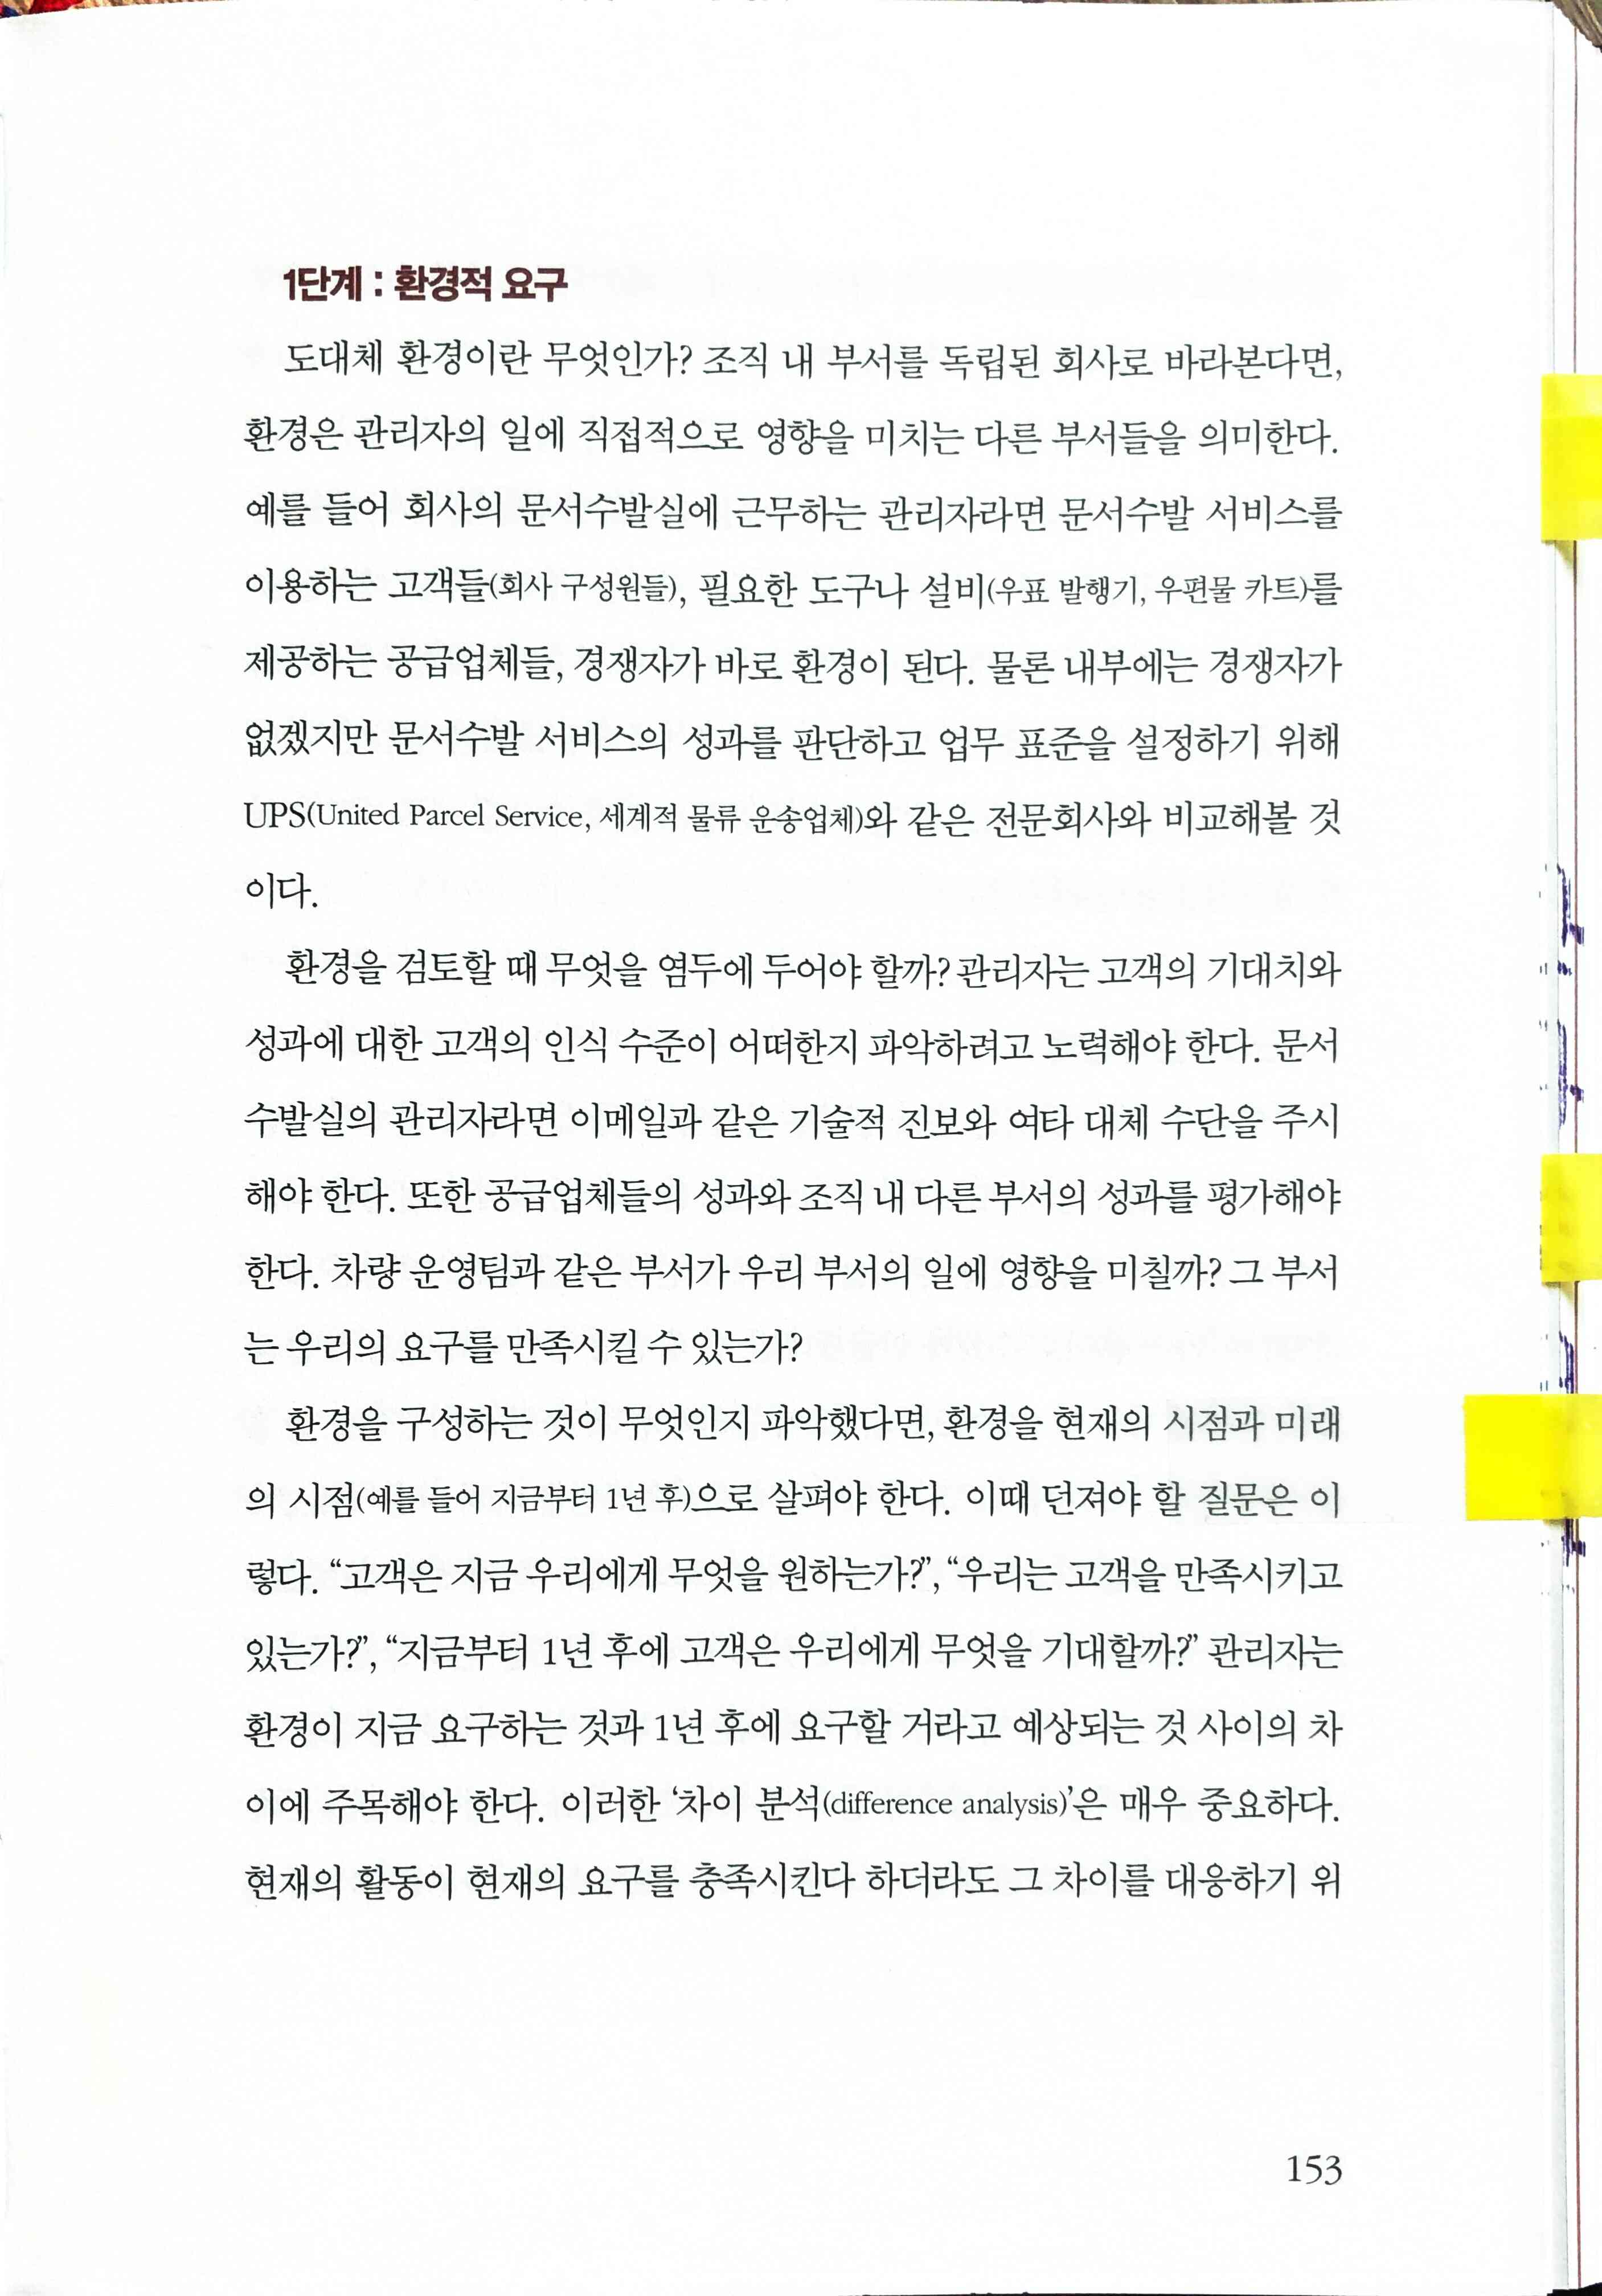 1단계 : 환경적 요구
도대체 환경이란 무엇인가? 조직 내 부서를 독립된 회사로 바라본다면,
환경은 관리자의 일에 직접적으로 영향을 미치는 다른 부서들을 의미한다.
예를 들어 회사의 문서수발실에 근무하는 관리자라면 문서수발 서비스를
이용하는 고객들(회사 구성원들), 필요한 도구나 설비(우표 발행기, 우편물 카트)를
제공하는 공급업체들, 경쟁자가 바로 환경이 된다. 물론 내부에는 경쟁자가
없겠지만 문서수발 서비스의 성과를 판단하고 업무 표준을 설정하기 위해
UPS(United Parcel Service, 세계적 물류 운송업체)와 같은 전문회사와 비교해볼 것
이다.
환경을 검토할 때 무엇을 염두에 두어야 할까? 관리자는 고객의 기대치와
성과에 대한 고객의 인식 수준이 어떠한지 파악하려고 노력해야 한다. 문서
수발실의 관리자라면 이메일과 같은 기술적 진보와 여타 대체 수단을 주시
해야 한다. 또한 공급업체들의 성과와 조직 내 다른 부서의 성과를 평가해야
한다. 차량 운영팀과 같은 부서가 우리 부서의 일에 영향을 미칠까? 그 부서
는 우리의 요구를 만족시킬 수 있는가?
환경을 구성하는 것이 무엇인지 파악했다면, 환경을 현재의 시점과 미래
의 시점(예를 들어 지금부터 1년 후)으로 살펴야 한다. 이때 던져야 할 질문은 이
렇다. “고객은 지금 우리에게 무엇을 원하는가?”, “우리는 고객을 만족시키고
있는가?”, “지금부터 1년 후에 고객은 우리에게 무엇을 기대할까?” 관리자는
환경이 지금 요구하는 것과 1년 후에 요구할 거라고 예상되는 것 사이의 차
이에 주목해야 한다. 이러한 ‘차이 분석(difference analysis)’은 매우 중요하다.
현재의 활동이 현재의 요구를 충족시킨다 하더라도 그 차이를 대응하기 위
153